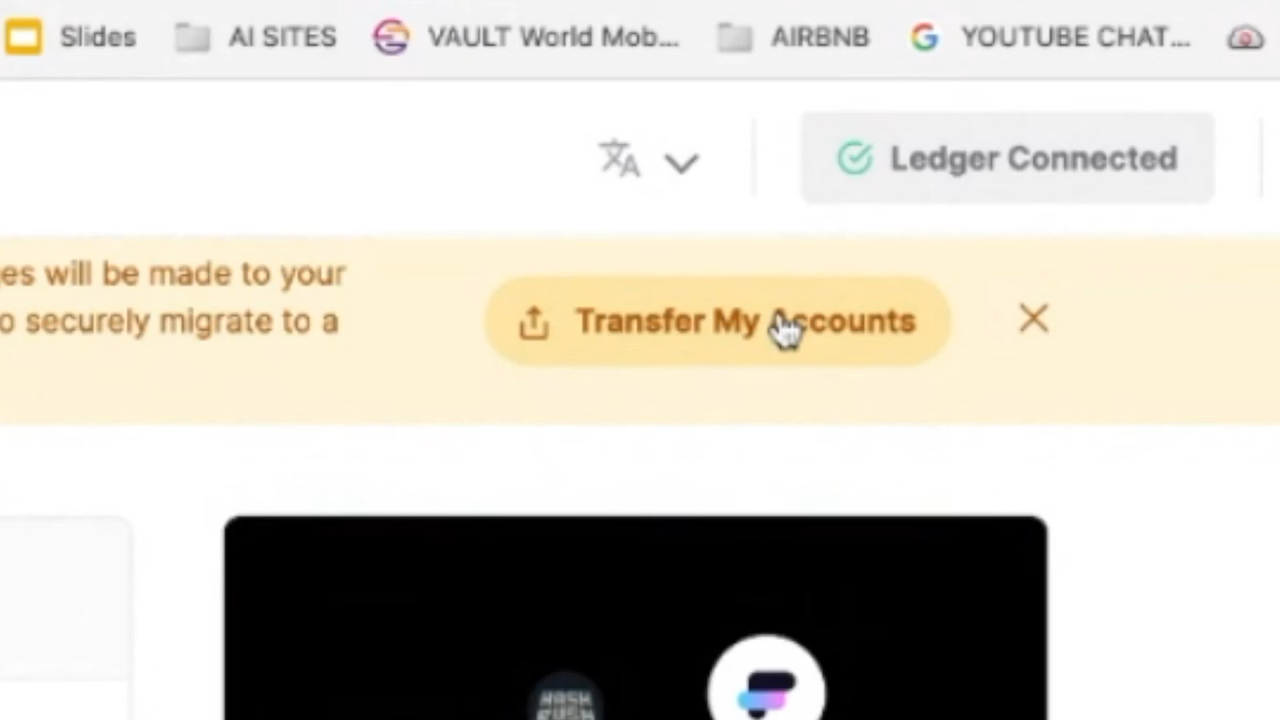 Slides AI SITES VAULT World Mob... AIRBNB YOUTUBE CHAT...
Ledger Connected
es will be made to your
o securely migrate to a
Transfer My Accounts
HASH